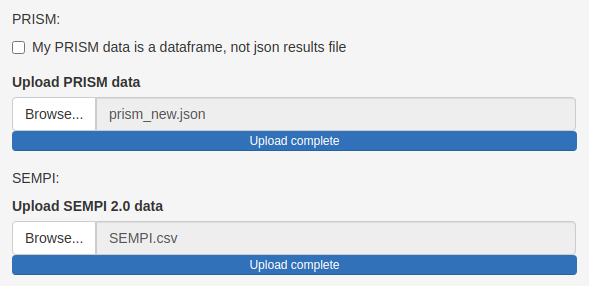 PRISM:
My PRISM data is a dataframe, not json results file
Upload PRISM data
Browse... prism_new.json
Upload complete
SEMPI:
Upload SEMPI 2.0 data
Browse... SEMPI.csv
Upload complete